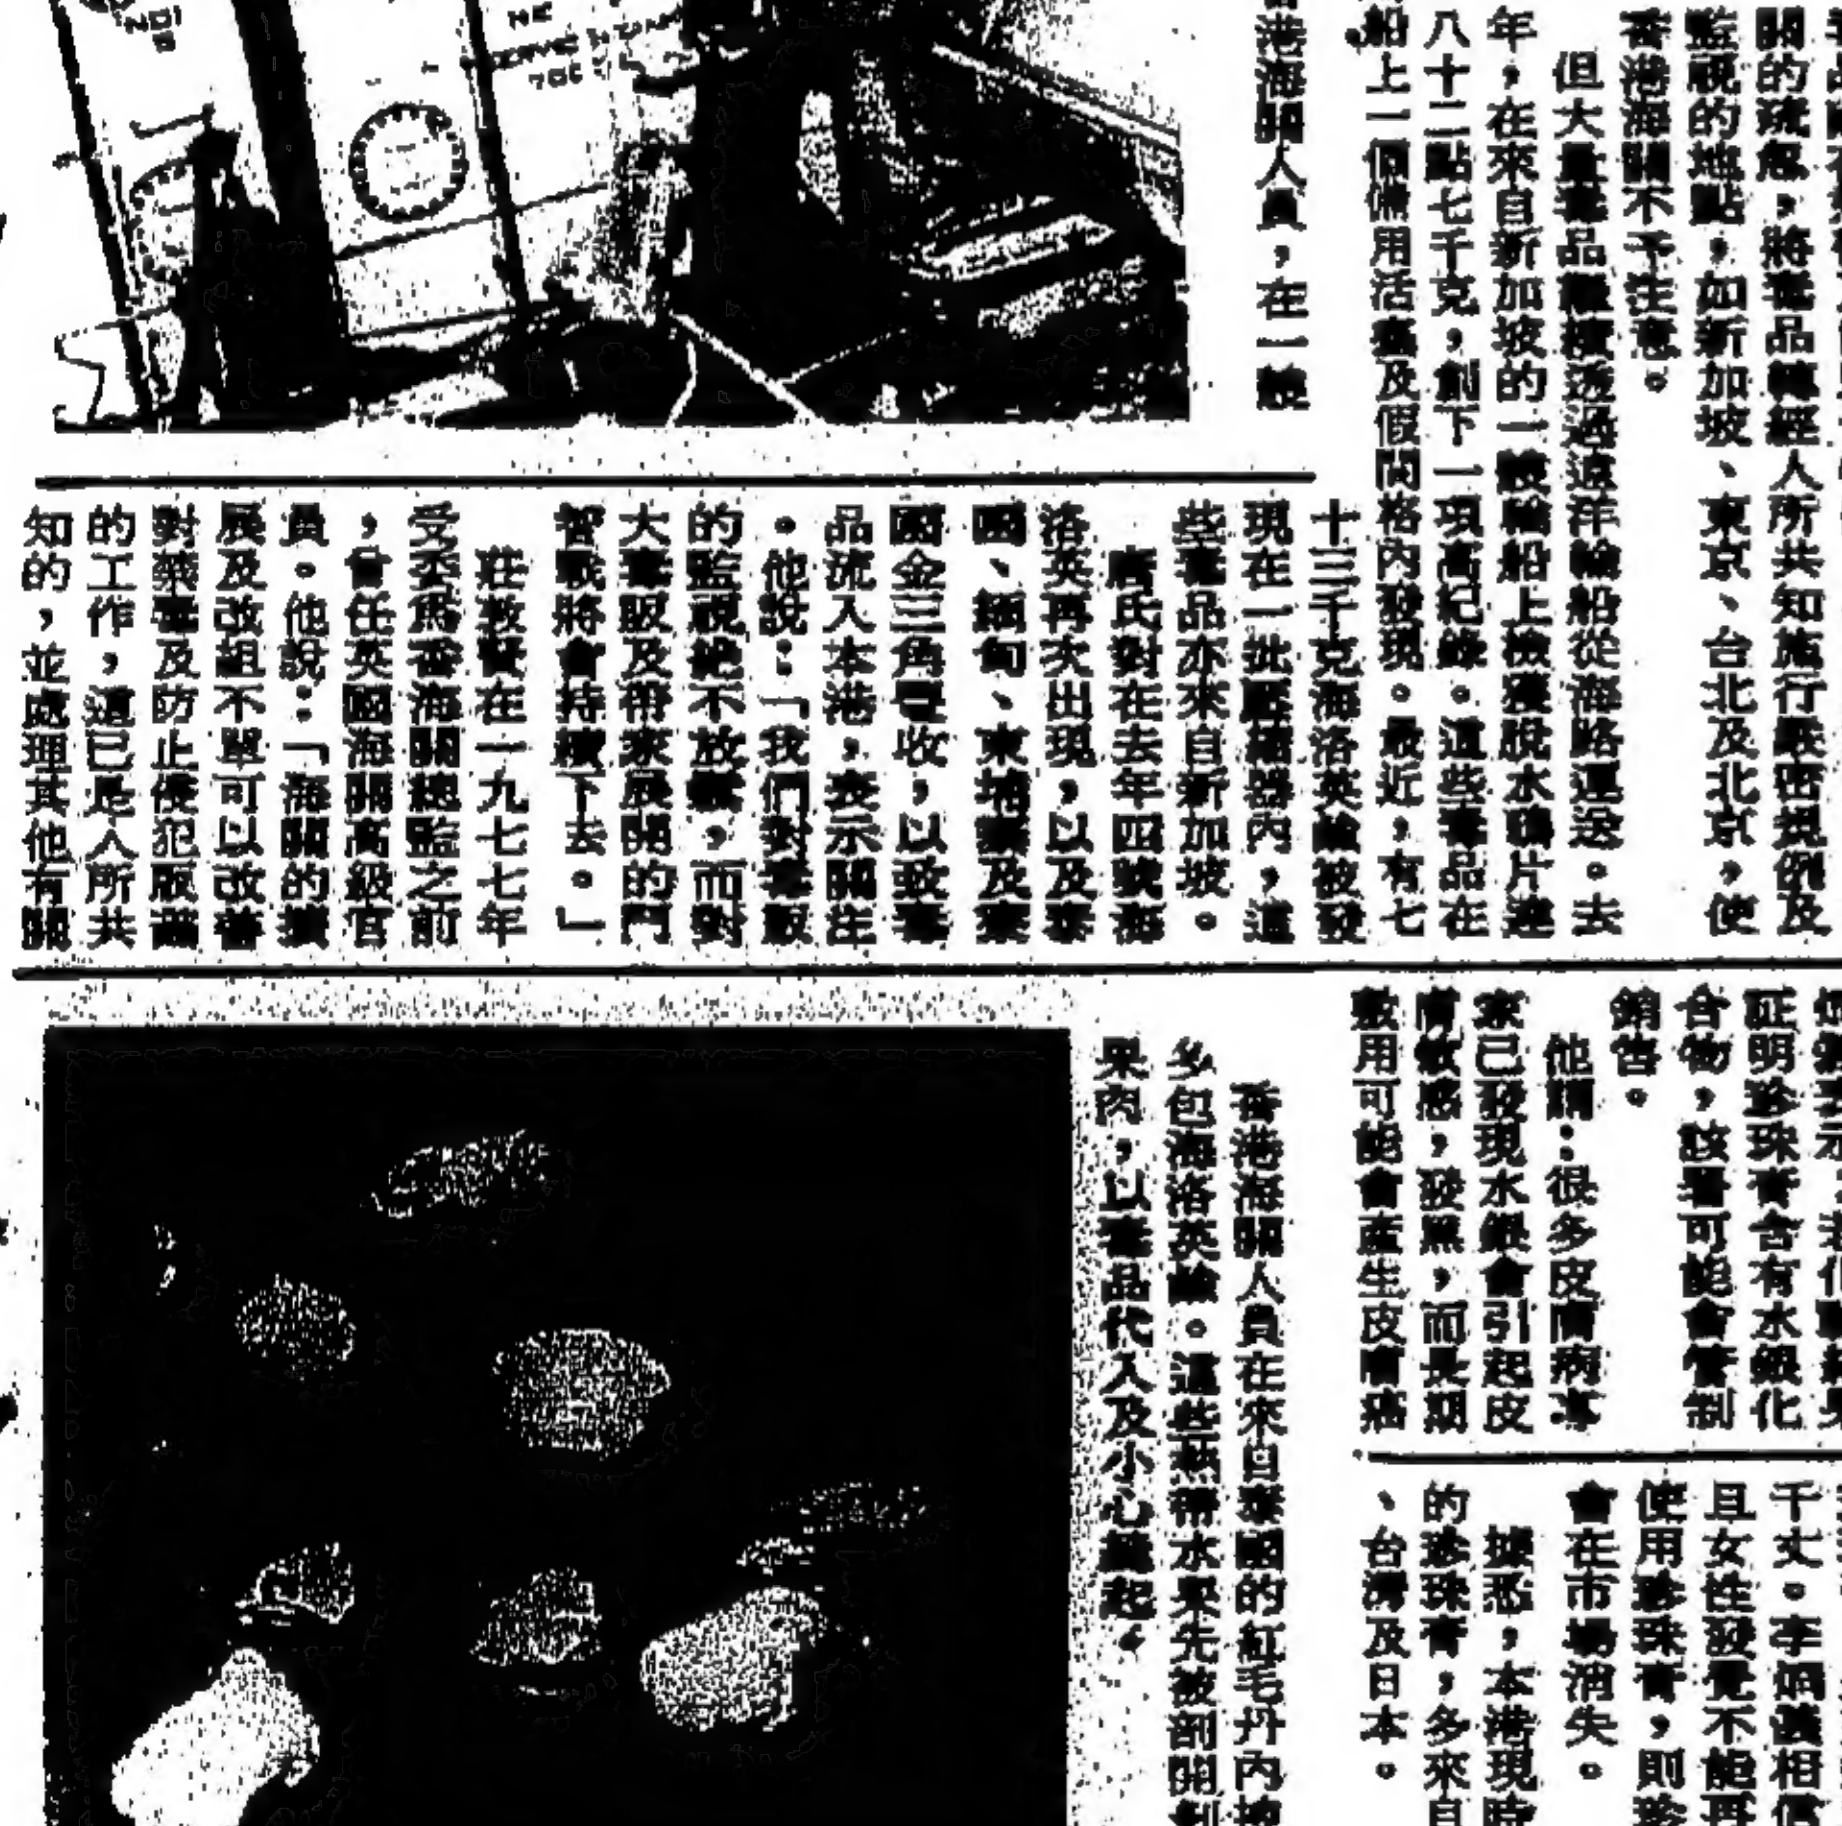 關的疏忽，將毒品轉經人所共知施行嚴密規例及
監視的地點，如新加坡、東京、台北及北京，使
香港海關不予注意。
但大量毒品繼續透過遠洋輪船從海路運送。去
年，在來自新加坡的一艘輪船上檢獲脫水鴉片達
八十二點七千克，創下一現高紀錄。這些毒品在
船上一個備用活塞及假間格內發現。最近，有七
香港海關人員，在一艘
十三千克海洛英鹼被發
現在一批壓縮器內，這
些毒品亦來自新加坡。
唐氏對在去年四號海
洛英再次出現，以及泰
國、緬甸、東埔寨及泰
國金三角豐收，以致毒
品流入本港，表示關注
。他說：「我們對毒販
的監視絕不放鬆，而對
大毒販及帶家展開的鬥
智戰將會持續下去。」
莊敦賢在一九七七年
受委為香海關總監之前
，曾任英國海關高級官
員。他說：「海關的擴
展及改組不單可以改善
對獎勵及防止侵犯版權
的工作，這已是人所共
知的，並處理其他有關
証明珍珠膏含有水銀化
合物，該署可能會管制
銷售。
他謂：很多皮膚病專
家己發現水銀會引起皮
膚敏感，發黑，而長期
敷用可能會產生皮膚癌
千丈。李娟議相信
且女性發覺不能再
使用珍珠膏，則珍
會在市場消失。
據悉，本港現時
的珍珠膏，多來自
、台灣及日本。
香港海關人員在來自泰國的紅毛丹內搜
多包海洛英鹼。這些熱帶水果先被剖開
果肉，以毒品代入及小心黏起。